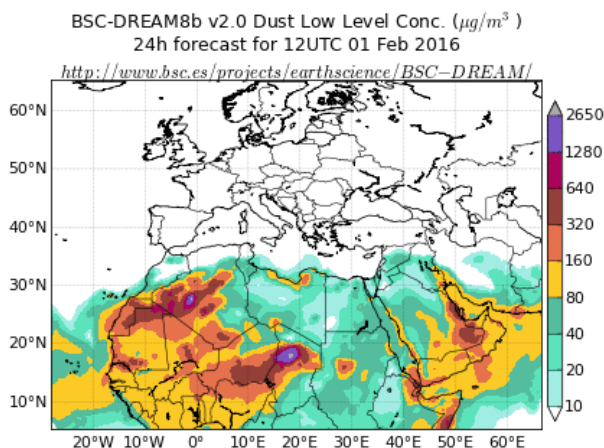 BSC-DREAM8b v2.0 Dust Low Level Conc. (μg/m³ )
24h forecast for 12UTC 01 Feb 2016
http://www.bsc.es/projects/earthscience/BSC−DREAM/
60°N
50°N
40°N
30°N
20°N
10°N
20°W 10°W 0° 10°E 20°E 30°E 40°E 50°E 60°E
2650
1280
640
320
160
80
40
20
10